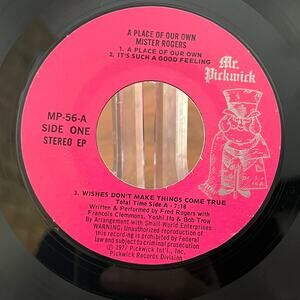 A PLACE OF OUR OWN
MISTER ROGERS
1. A PLACE OF OUR OWN
2. IT'S SUCH A GOOD FEELING
Mr.
Pickwick
MP-56-A
SIDE ONE
STEREO EP
3. WISHES DON'T MAKE THINGS COME TRUE
Total Time Side A - 7:16
Written & Performed by Fred Rogers with
Francois Clemmons, Yoshi Ito & Bob Trow
By Arrangement with Small World Enterprises
WARNING: Unauthorized reproduction of
this recording is prohibited by Federal
law and subject to criminal prosecution
Pickwick Int'l., Inc.
Pickwick Records Division